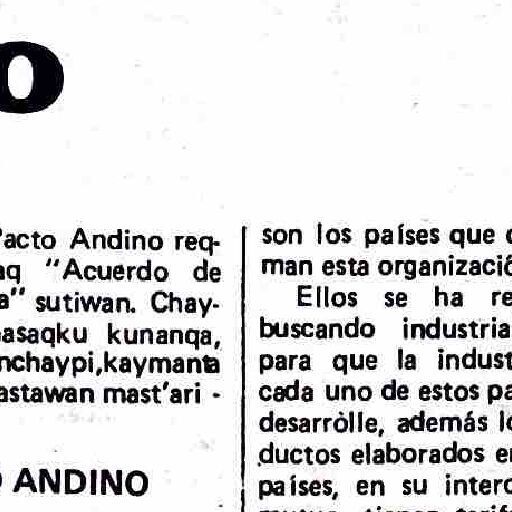 o
Pacto Andino req-
aq "Acuerdo de
a" sutiwan. Chay-
asaqku kunanqa,
nchaypi,kaymanta
astawan mast'ari -
O ANDINO
son los países que
man esta organizació
Ellos se ha re
buscando industria
para que la indust
cada uno de estos pa
desarròlle, además lo
ductos elaborados e
países, en su interc